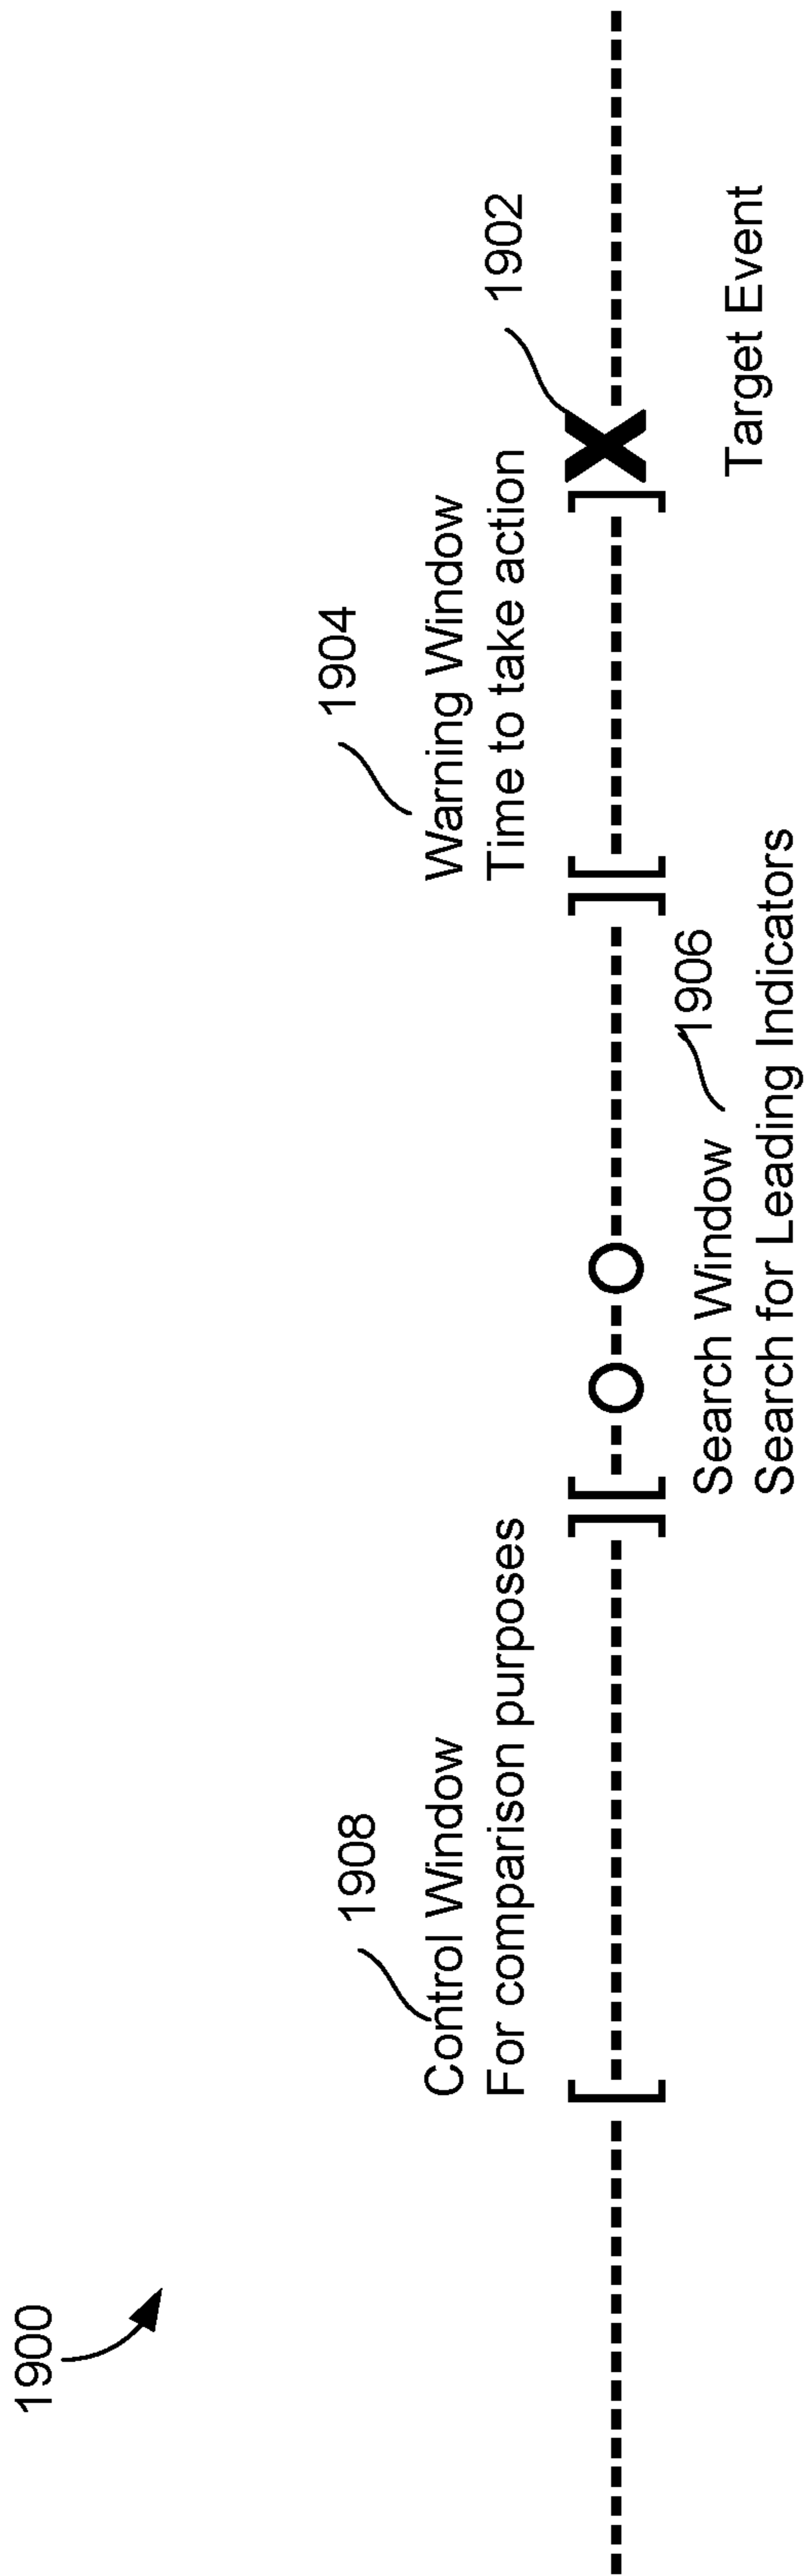 1900
1908
Control Window
For comparison purposes
1906
Search Window
Search for Leading Indicators
1904
Warning Window
Time to take action
1902
Target Event